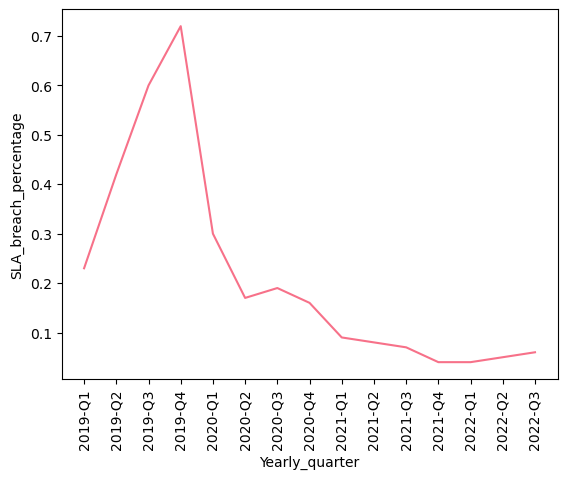 SLA_breach_percentage
0.7
0.6
0.5
0.4
0.3
0.2
0.1
2019-Q1
2019-Q2
2019-Q3
2019-Q4
2020-Q1
2020-Q2
2020-Q3
2020-Q4
2021-Q1
2021-Q2
2021-Q3
2021-Q4
2022-Q1
2022-Q2
2022-Q3
Yearly_quarter